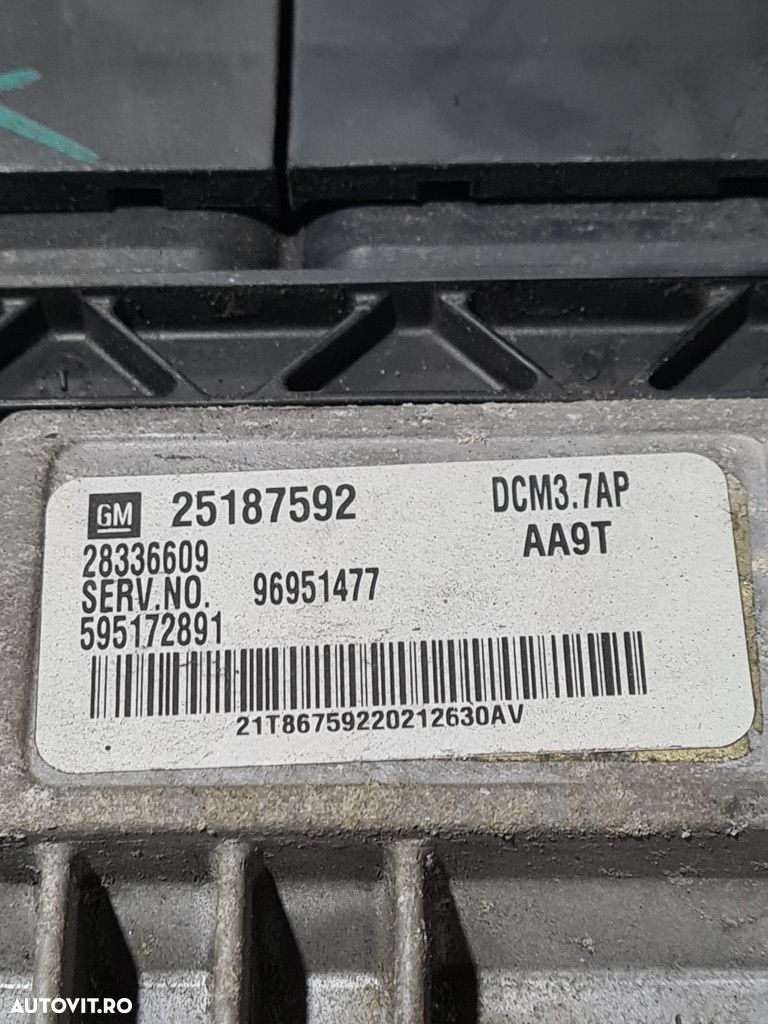 GM 25187592 DCM3.7AP
28336609 AA9T
SERV.NO. 96951477
595172891
21T86759220212630AV
AUTOVIT.RO